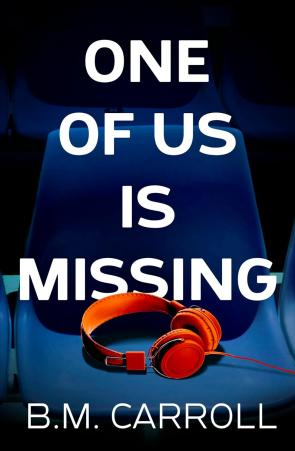 ONE
OF US
IS
MISSING
B.M. CARROLL